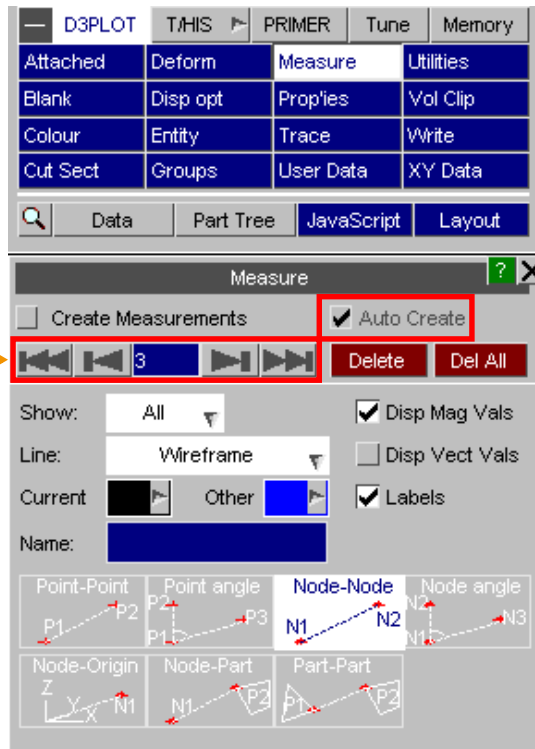 D3PLOT T/HIS PRIMER Tune Memory
Attached Deform Measure Utilities
Blank Disp opt Prop'ies Vol Clip
Colour Entity Trace Write
Cut Sect Groups User Data XY Data
Data Part Tree JavaScript Layout
Measure ? X
Create Measurements Auto Create
3 Delete Del All
Show: All Disp Mag Vals
Line: Wireframe Disp Vect Vals
Current Other Labels
Name:
Point-Point Point angle Node-Node Node angle
P1 P2 P2 P1 P3 N1 N2 N2 N1 N3
Node-Origin Node-Part Part-Part
Z Y X N1 N1 P2 P1 P2